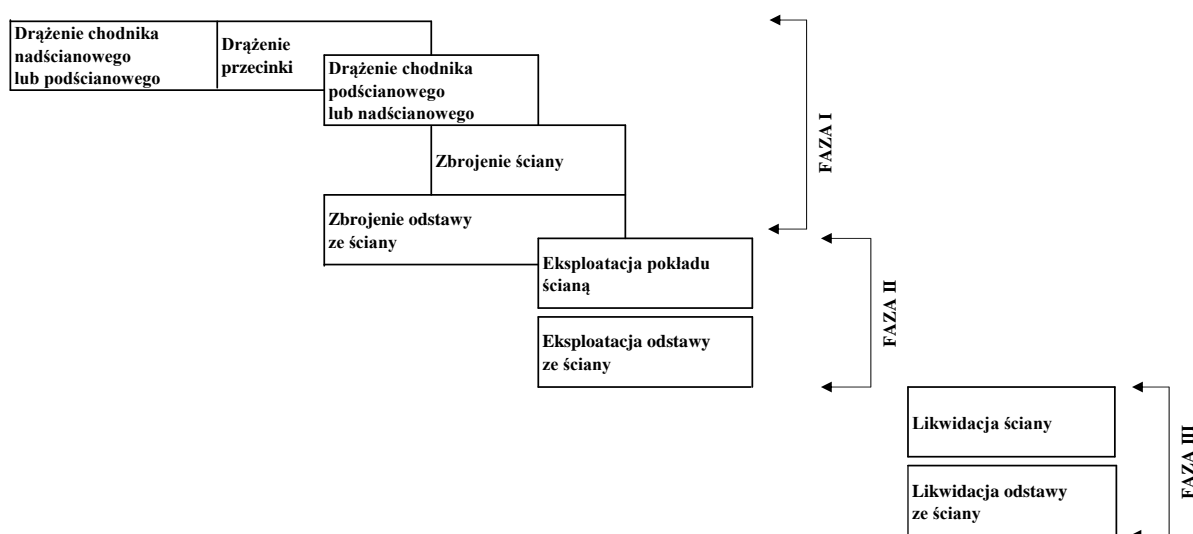 Drążenie chodnika
nadścianowego
lub podścianowego
Drążenie
przecinki
Drążenie chodnika
podścianowego
lub nadścianowego
Zbrojenie ściany
Zbrojenie odstawy
ze ściany
FAZA I
Eksploatacja pokładu
ścianą
Eksploatacja odstawy
ze ściany
FAZA II
Likwidacja ściany
Likwidacja odstawy
ze ściany
FAZA III